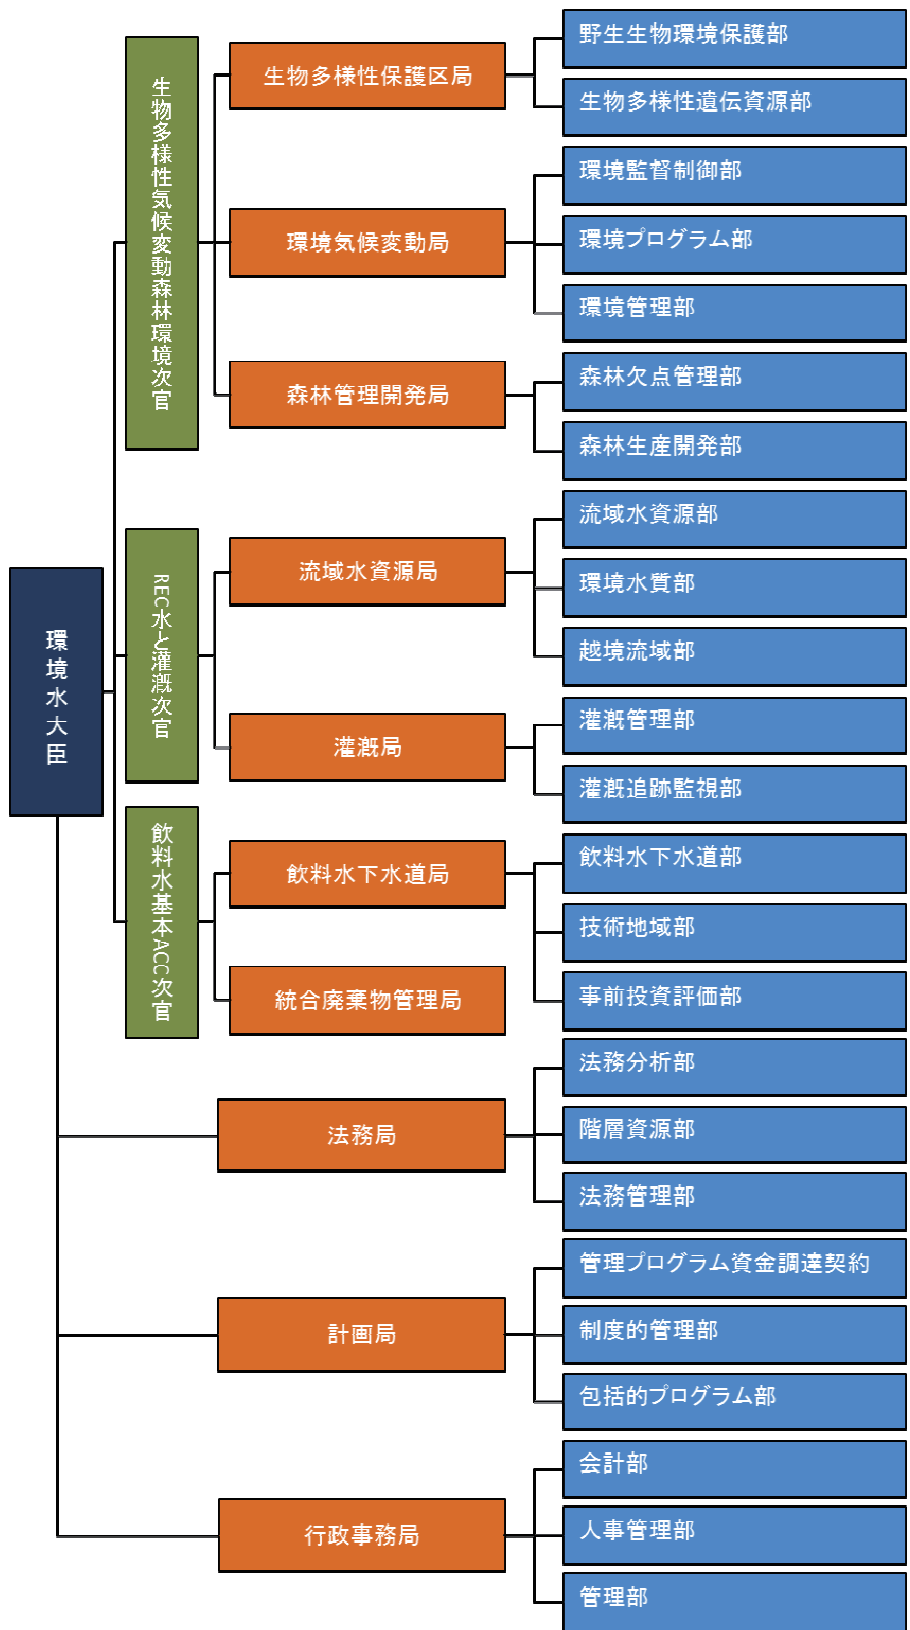 環境水大臣
生物多様性気候変動森林環境次官
生物多様性保護区局
野生生物環境保護部
生物多様性遺伝資源部
環境気候変動局
環境監督制御部
環境プログラム部
環境管理部
森林管理開発局
森林欠点管理部
森林生産開発部
REC水と灌漑次官
流域水資源局
流域水資源部
環境水質部
越境流域部
灌漑局
灌漑管理部
灌漑追跡監視部
飲料水基本ACC次官
飲料水下水道局
飲料水下水道部
技術地域部
事前投資評価部
統合廃棄物管理局
法務局
法務分析部
階層資源部
法務管理部
計画局
管理プログラム資金調達契約
制度的管理部
包括的プログラム部
行政事務局
会計部
人事管理部
管理部